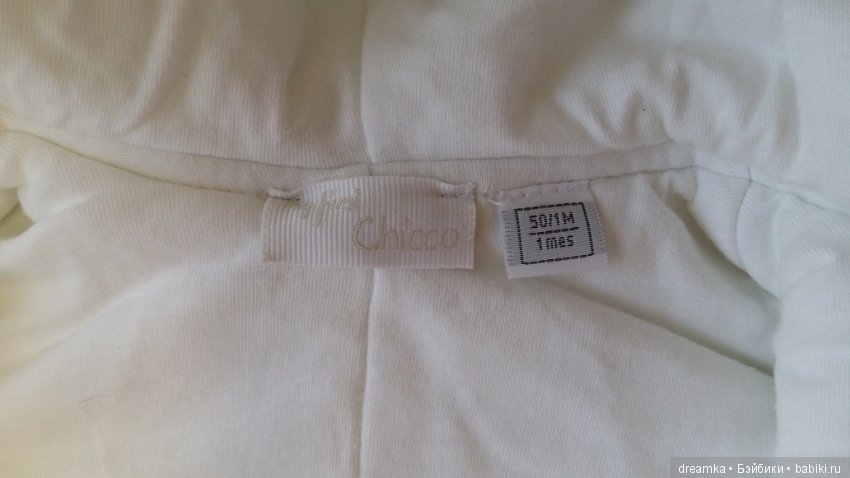 Chicco
50/1M
1 mes
dreamka • Бэйбики • babiki.ru